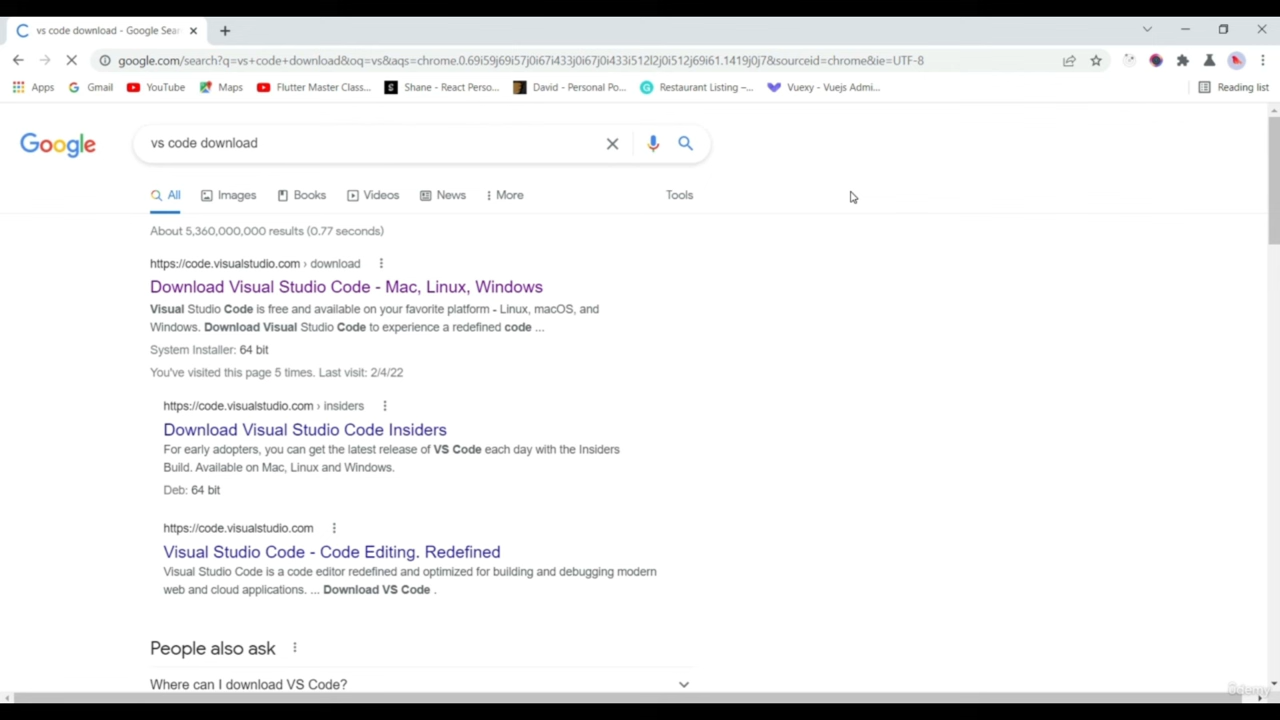 vs code download - Google Sear
google.com/search?q=vs+code+download&oq=vs&aqs=chrome.0.69i59j69i57j0i67i433j0i67j0i433i512l2j0i512j69i61.1419j0j7&sourceid=chrome&ie=UTF-8
Apps Gmail YouTube Maps Flutter Master Class... Shane - React Perso... David - Personal Po... Restaurant Listing –... Vuexy - Vuejs Admi... Reading list
Google vs code download
All Images Books Videos News More Tools
About 5,360,000,000 results (0.77 seconds)
https://code.visualstudio.com › download
Download Visual Studio Code - Mac, Linux, Windows
Visual Studio Code is free and available on your favorite platform - Linux, macOS, and
Windows. Download Visual Studio Code to experience a redefined code ...
System Installer: 64 bit
You've visited this page 5 times. Last visit: 2/4/22
https://code.visualstudio.com › insiders
Download Visual Studio Code Insiders
For early adopters, you can get the latest release of VS Code each day with the Insiders
Build. Available on Mac, Linux and Windows.
Deb: 64 bit
https://code.visualstudio.com
Visual Studio Code - Code Editing. Redefined
Visual Studio Code is a code editor redefined and optimized for building and debugging modern
web and cloud applications. ... Download VS Code .
People also ask
Where can I download VS Code?
ûdemy